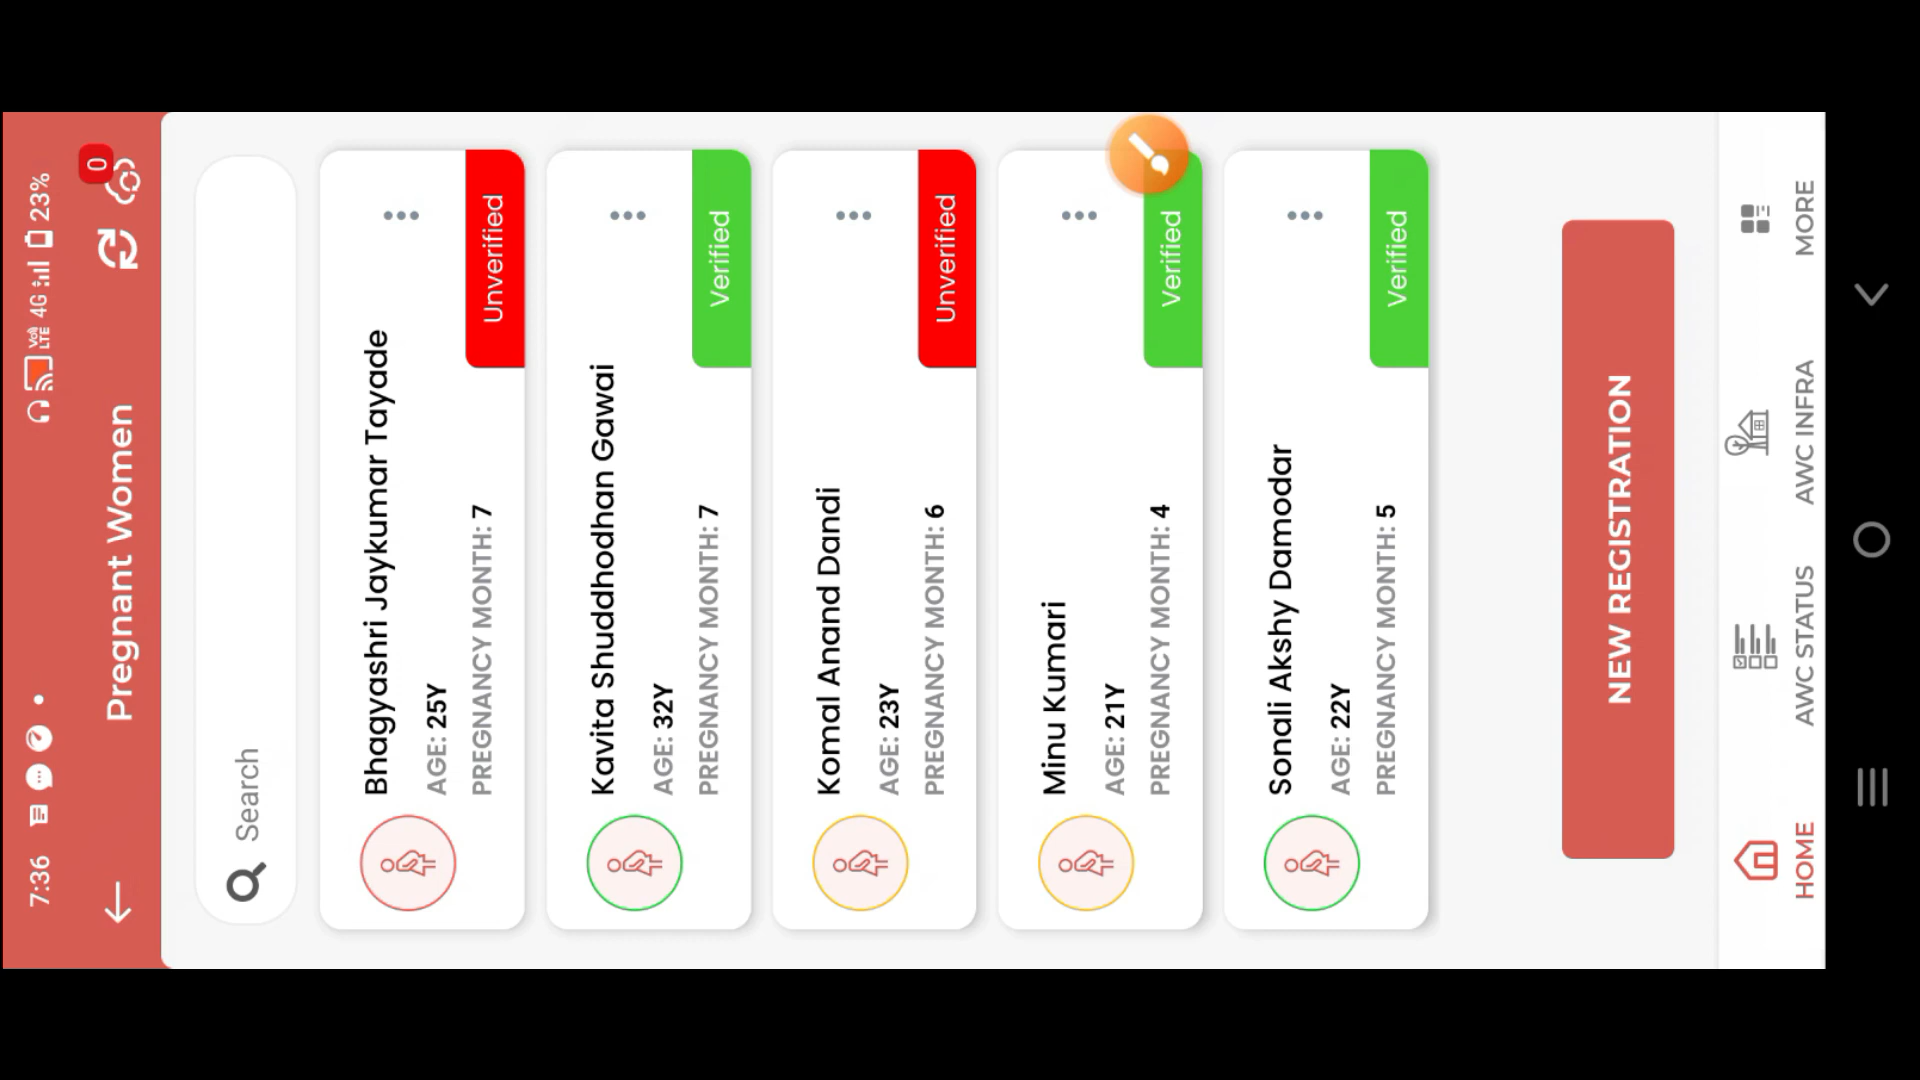 7:36
VoⓁ LTE 4G 23%
Pregnant Women
0
Search
Bhagyashri Jaykumar Tayade
AGE: 25Y
PREGNANCY MONTH: 7
Unverified
Kavita Shuddhodhan Gawai
AGE: 32Y
PREGNANCY MONTH: 7
Verified
Komal Anand Dandi
AGE: 23Y
PREGNANCY MONTH: 6
Unverified
Minu Kumari
AGE: 21Y
PREGNANCY MONTH: 4
Verified
Sonali Akshy Damodar
AGE: 22Y
PREGNANCY MONTH: 5
Verified
NEW REGISTRATION
HOME
AWC STATUS
AWC INFRA
MORE